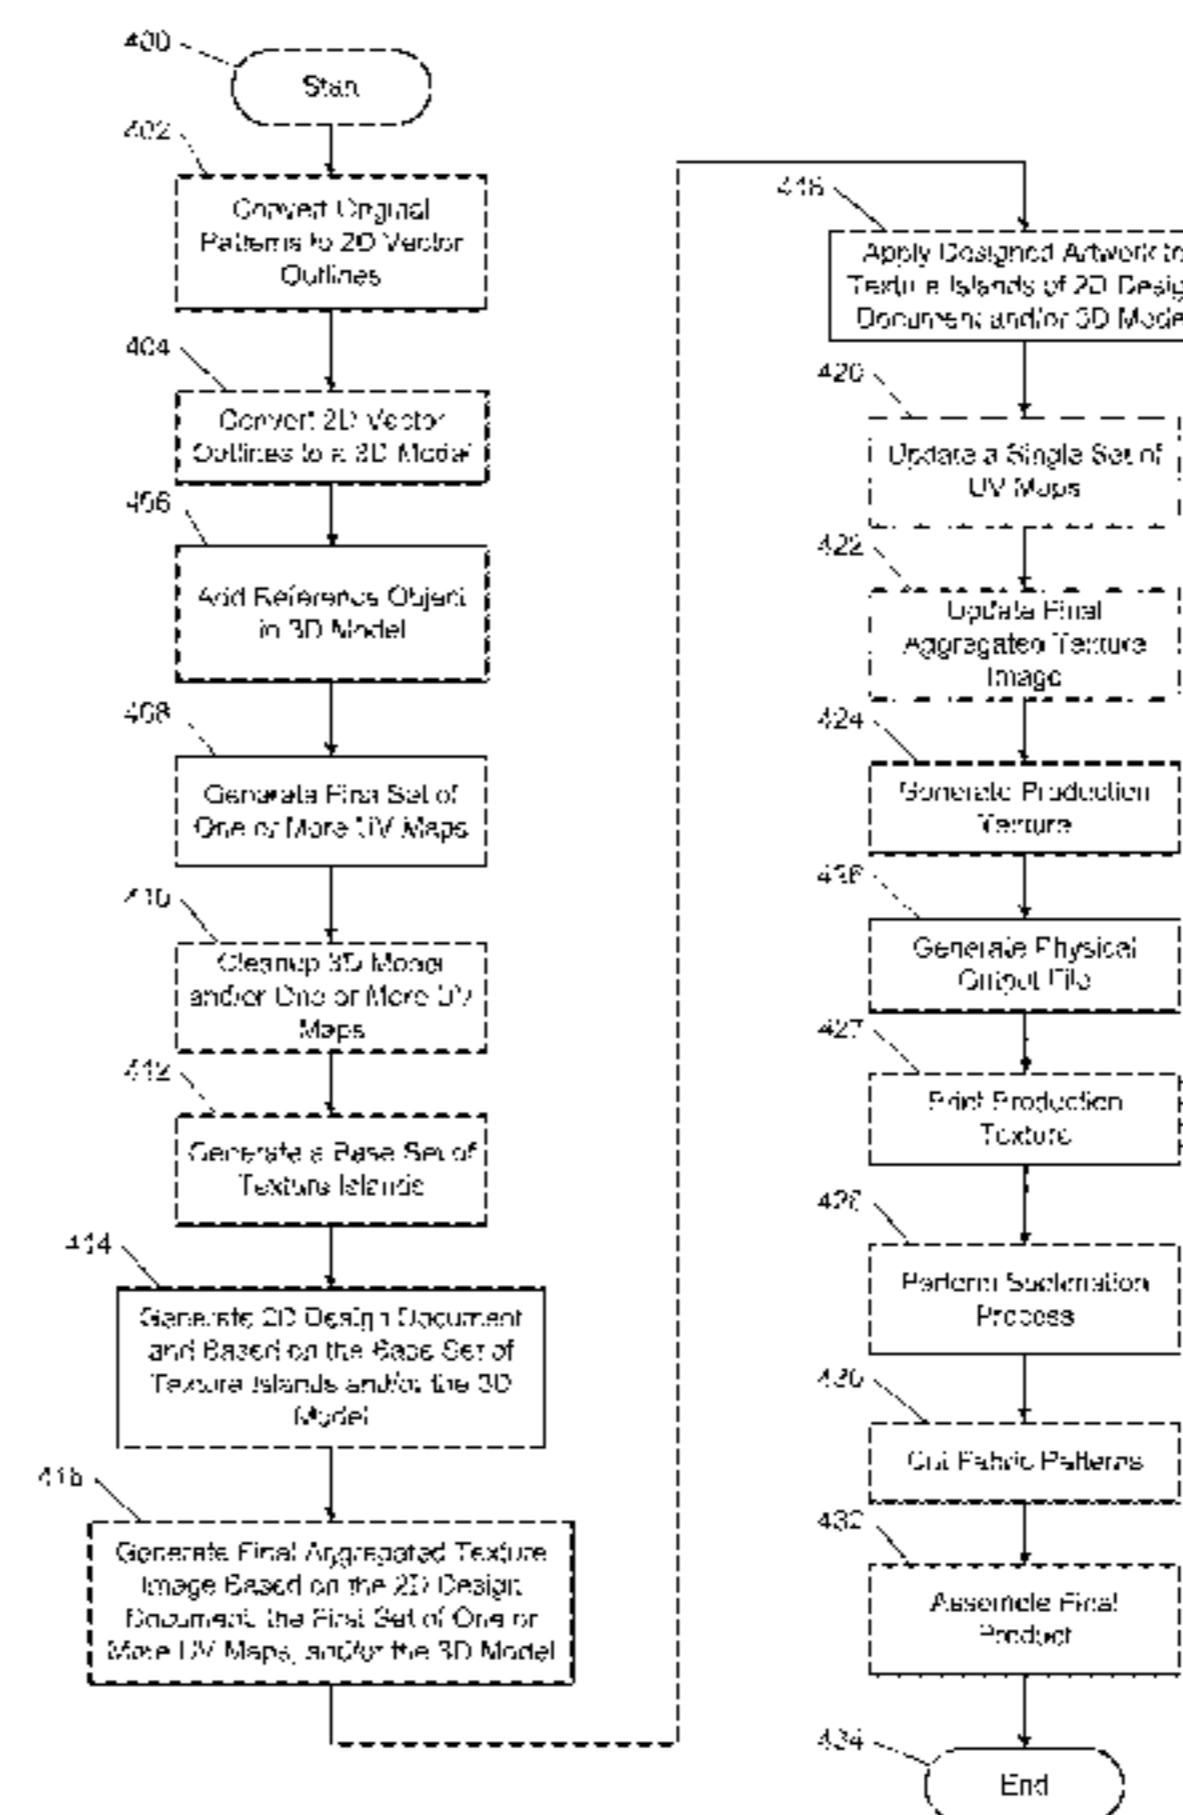 400
Start
402
Convert Original
Patterns to 2D Vector
Outlines
404
Convert 2D Vector
Outlines to a 3D Model
406
Add Reference Object
in 3D Model
408
Generate First Set of
One or More UV Maps
410
Cleanup 3D Model
and/or One or More UV
Maps
412
Generate a Base Set of
Texture Islands
414
Generate 2D Design Document
and Based on the Base Set of
Texture Islands and/or the 3D
Model
416
Generate Final Aggregated Texture
Image Based on the 2D Design
Document, the First Set of One or
More UV Maps, and/or the 3D Model
418
Apply Designed Artwork to
Texture Islands of 2D Desig
Document and/or 3D Mode
420
Update a Single Set of
UV Maps
422
Update Final
Aggregated Texture
Image
424
Generate Production
Texture
426
Generate Physical
Output File
427
Print Production
Texture
428
Perform Sublimation
Process
430
Cut Fabric Patterns
432
Assemble Final
Product
434
End